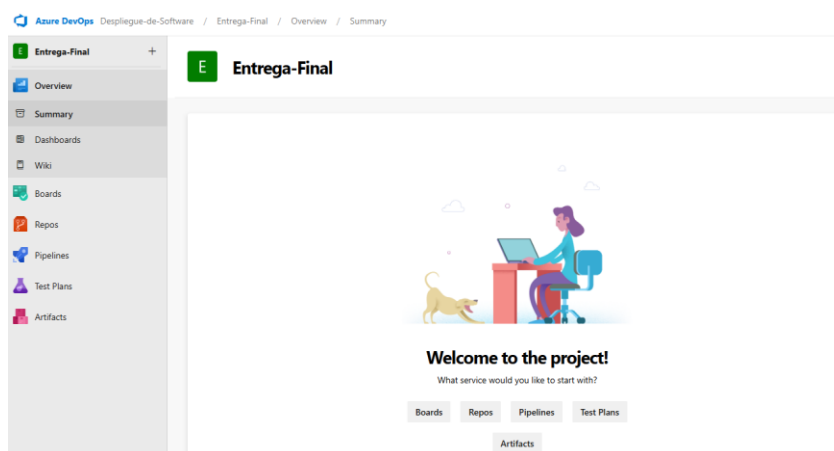 Azure DevOps Despliegue-de-Software / Entrega-Final / Overview / Summary
E Entrega-Final +
E Entrega-Final
Overview
Summary
Dashboards
Wiki
Boards
Repos
Pipelines
Test Plans
Artifacts
Welcome to the project!
What service would you like to start with?
Boards Repos Pipelines Test Plans
Artifacts